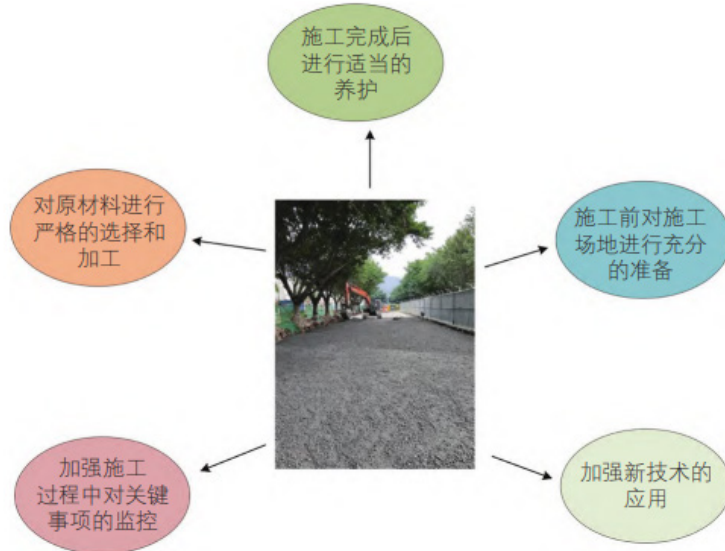 施工完成后
进行适当的
养护
对原材料进行
严格的选择和
加工
施工前对施工
场地进行充分
的准备
加强施工
过程中对关键
事项的监控
加强新技术的
应用